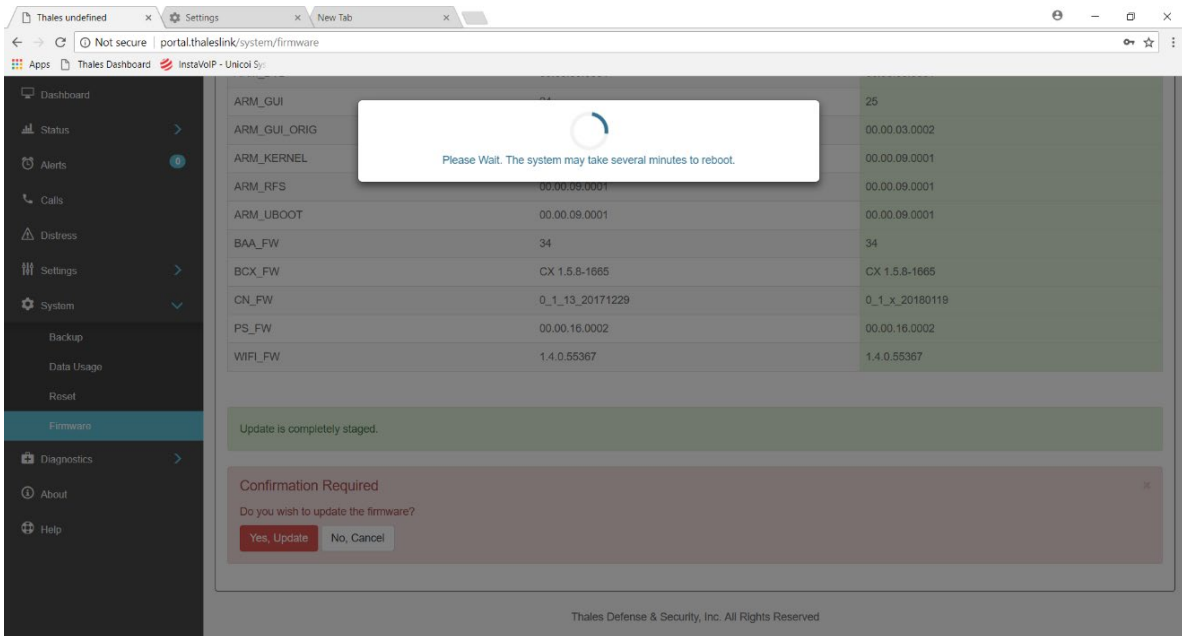 Thales undefined
Settings
New Tab
Not secure | portal.thaleslink/system/firmware
Apps Thales Dashboard InstaVoIP - Unicoi Sy
Dashboard
Status
Alerts 0
Calls
Distress
Settings
System
Backup
Data Usage
Reset
Firmware
Diagnostics
About
Help
ARM_GUI 25
ARM_GUI_ORIG 00.00.03.0002
ARM_KERNEL 00.00.09.0001
ARM_RFS 00.00.09.0001 00.00.09.0001
ARM_UBOOT 00.00.09.0001 00.00.09.0001
BAA_FW 34 34
BCX_FW CX 1.5.8-1665 CX 1.5.8-1665
CN_FW 0_1_13_20171229 0_1_x_20180119
PS_FW 00.00.16.0002 00.00.16.0002
WIFI_FW 1.4.0.55367 1.4.0.55367
Please Wait. The system may take several minutes to reboot.
Update is completely staged.
Confirmation Required
Do you wish to update the firmware?
Yes, Update No, Cancel
Thales Defense & Security, Inc. All Rights Reserved